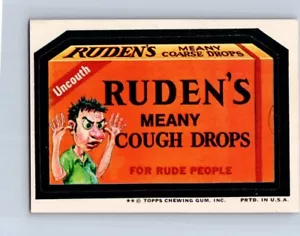 RUDEN'S MEANY COARSE DROPS
Uncouth
RUDEN'S
MEANY
COUGH DROPS
FOR RUDE PEOPLE
**© TOPPS CHEWING GUM, INC. PRTD. IN U.S.A.